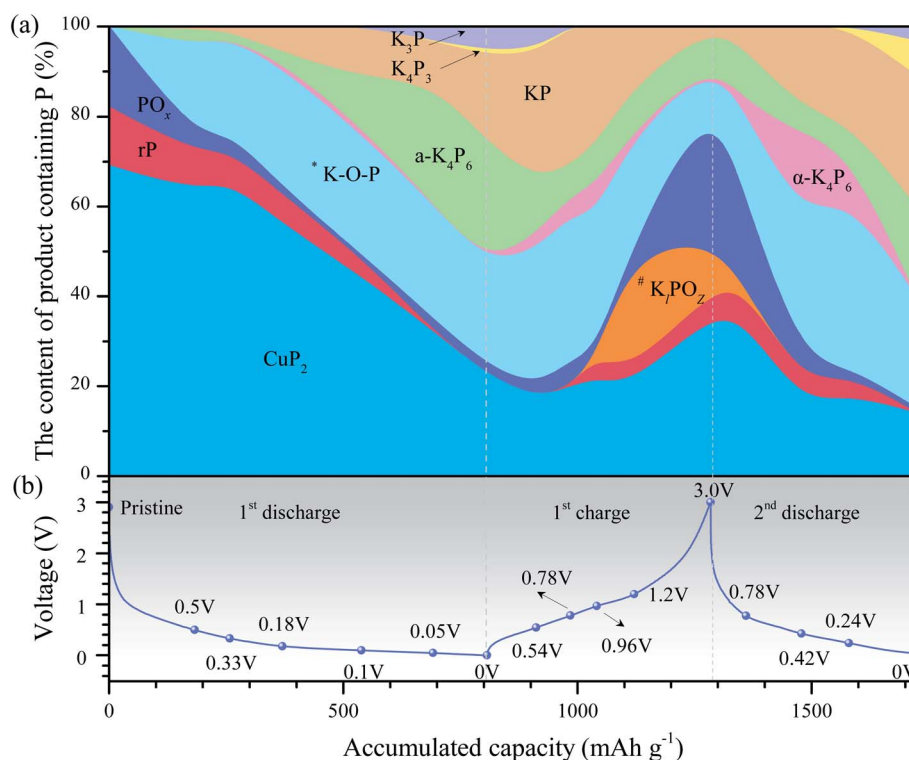 (a)
The content of product containing P (%)
100
80
60
40
20
0
K₃P
K₄P₃
KP
POₓ
rP
* K-O-P
a-K₄P₆
α-K₄P₆
# KₗPO_Z
CuP₂
(b)
Voltage (V)
3
2
1
0
Pristine
1ˢᵗ discharge
1ˢᵗ charge
3.0V
2ⁿᵈ discharge
0.5V
0.33V
0.18V
0.1V
0.05V
0V
0.54V
0.78V
0.96V
1.2V
0.78V
0.42V
0.24V
0V
0
500
1000
1500
Accumulated capacity (mAh g⁻¹)